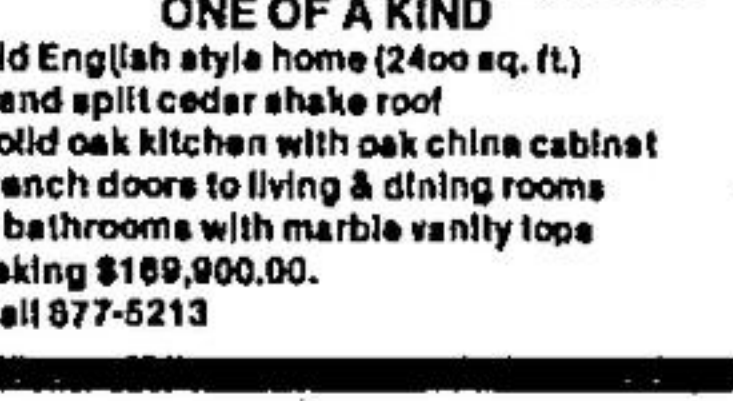 ONE OF A KIND
ld English style home (2400 sq. ft.)
and split cedar shake roof
olid oak kitchen with oak china cabinet
ench doors to living & dining rooms
bathrooms with marble vanity tops
sking $169,900.00.
all 877-5213